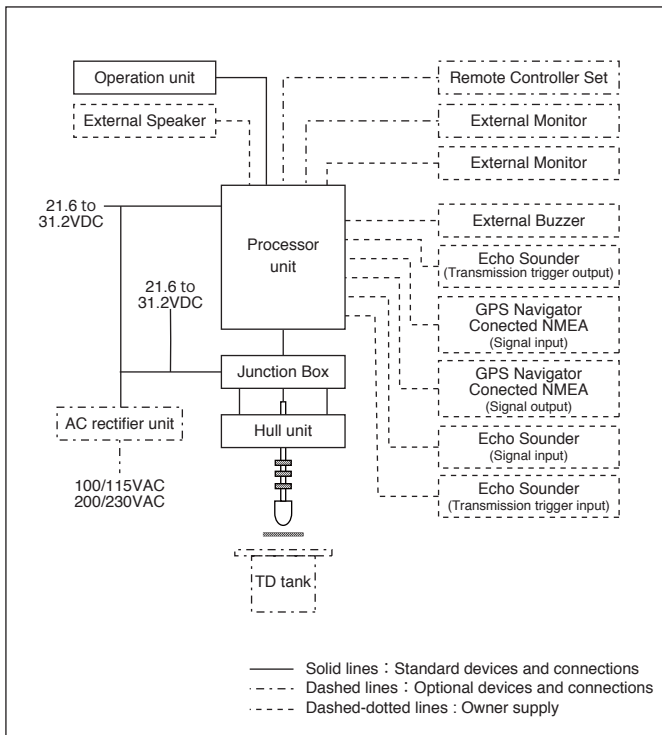 Operation unit
External Speaker
Remote Controller Set
External Monitor
External Monitor
21.6 to
31.2VDC
Processor
unit
21.6 to
31.2VDC
External Buzzer
Echo Sounder
(Transmission trigger output)
GPS Navigator
Conected NMEA
(Signal input)
GPS Navigator
Conected NMEA
(Signal output)
Echo Sounder
(Signal input)
Echo Sounder
(Transmission trigger input)
Junction Box
Hull unit
AC rectifier unit
100/115VAC
200/230VAC
TD tank
Solid lines : Standard devices and connections
Dashed lines : Optional devices and connections
Dashed-dotted lines : Owner supply